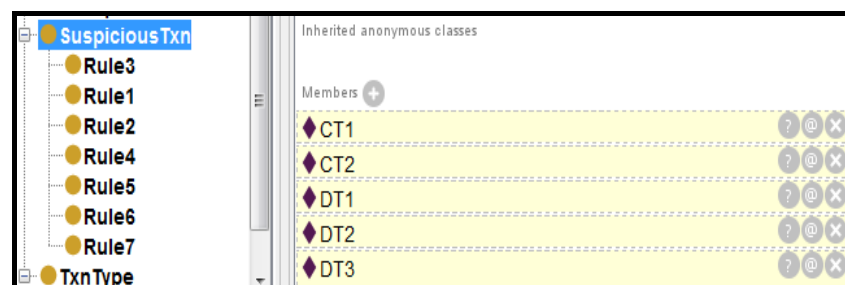 SuspiciousTxn
Rule3
Rule1
Rule2
Rule4
Rule5
Rule6
Rule7
TxnType
Inherited anonymous classes
Members +
CT1 ? @ X
CT2 ? @ X
DT1 ? @ X
DT2 ? @ X
DT3 ? @ X